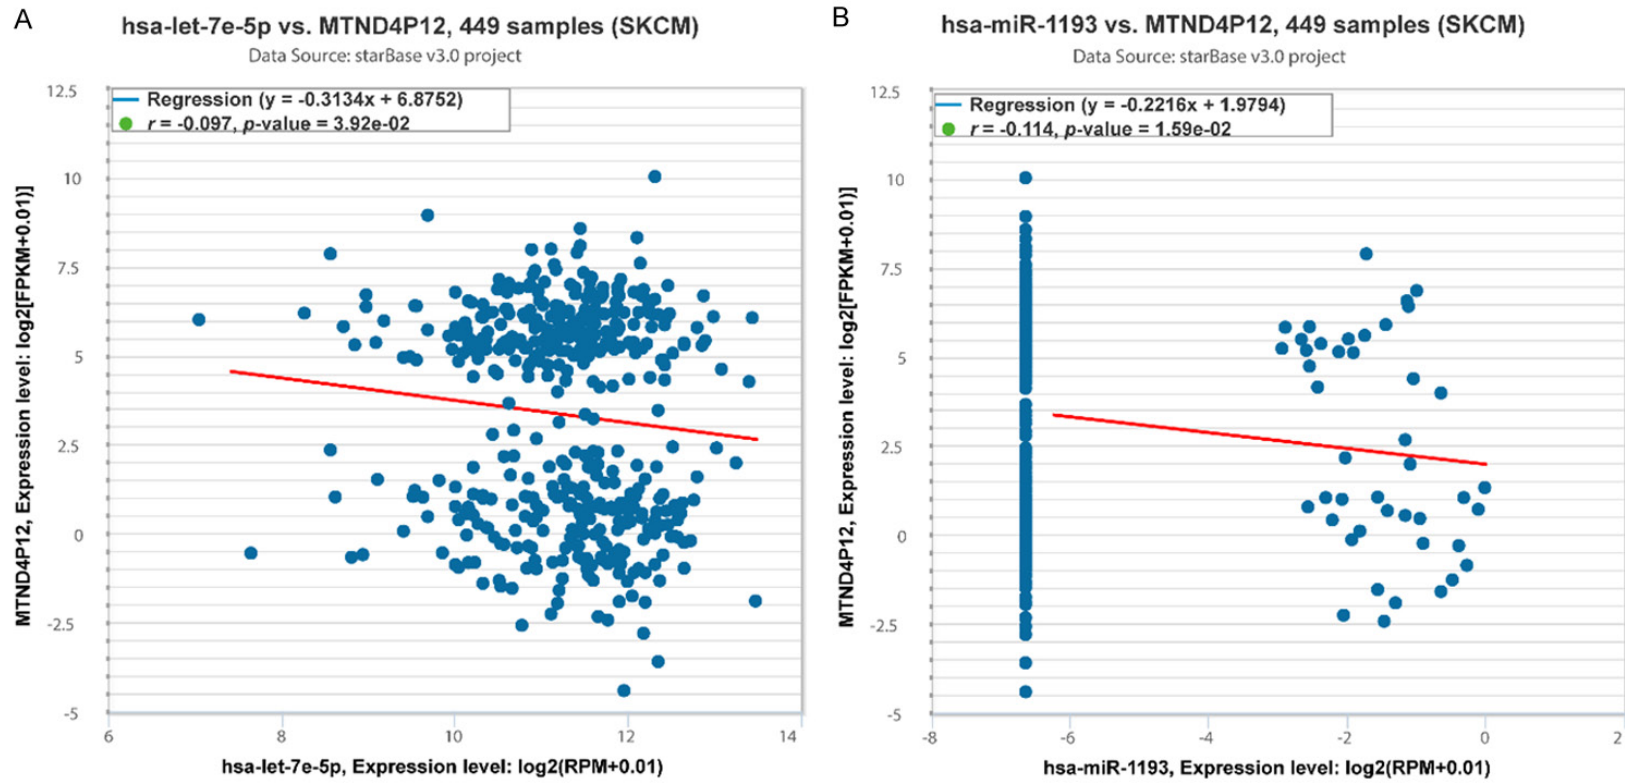 A
hsa-let-7e-5p vs. MTND4P12, 449 samples (SKCM)
Data Source: starBase v3.0 project
Regression (y = -0.3134x + 6.8752)
r = -0.097, p-value = 3.92e-02
MTND4P12, Expression level: log2[FPKM+0.01)]
12.5
10
7.5
5
2.5
0
-2.5
-5
6
8
10
12
14
hsa-let-7e-5p, Expression level: log2(RPM+0.01)
B
hsa-miR-1193 vs. MTND4P12, 449 samples (SKCM)
Data Source: starBase v3.0 project
Regression (y = -0.2216x + 1.9794)
r = -0.114, p-value = 1.59e-02
MTND4P12, Expression level: log2[FPKM+0.01)]
12.5
10
7.5
5
2.5
0
-2.5
-5
-8
-6
-4
-2
0
2
hsa-miR-1193, Expression level: log2(RPM+0.01)